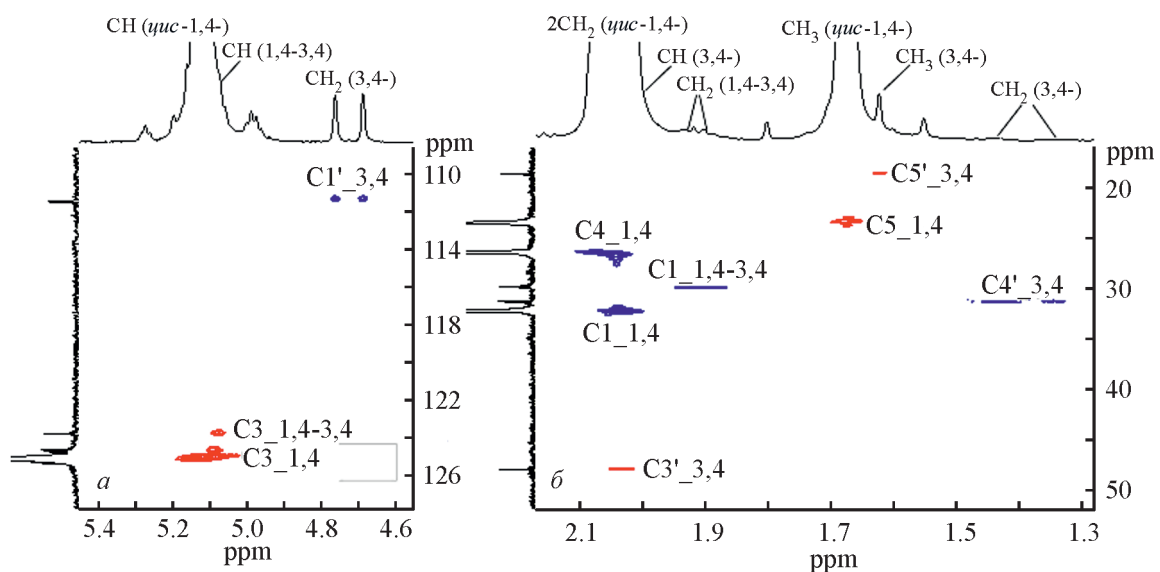 CH (цис-1,4-)
CH (1,4-3,4)
CH₂ (3,4-)
ppm
110
114
118
122
126
C1'_3,4
C3_1,4-3,4
C3_1,4
а
5.4
5.2
5.0
4.8
4.6
ppm
2CH₂ (цис-1,4-)
CH (3,4-)
CH₂ (1,4-3,4)
CH₃ (цис-1,4-)
CH₃ (3,4-)
CH₂ (3,4-)
ppm
20
30
40
50
C5'_3,4
C5_1,4
C4_1,4
C1_1,4-3,4
C4'_3,4
C1_1,4
C3'_3,4
б
2.1
1.9
1.7
1.5
1.3
ppm